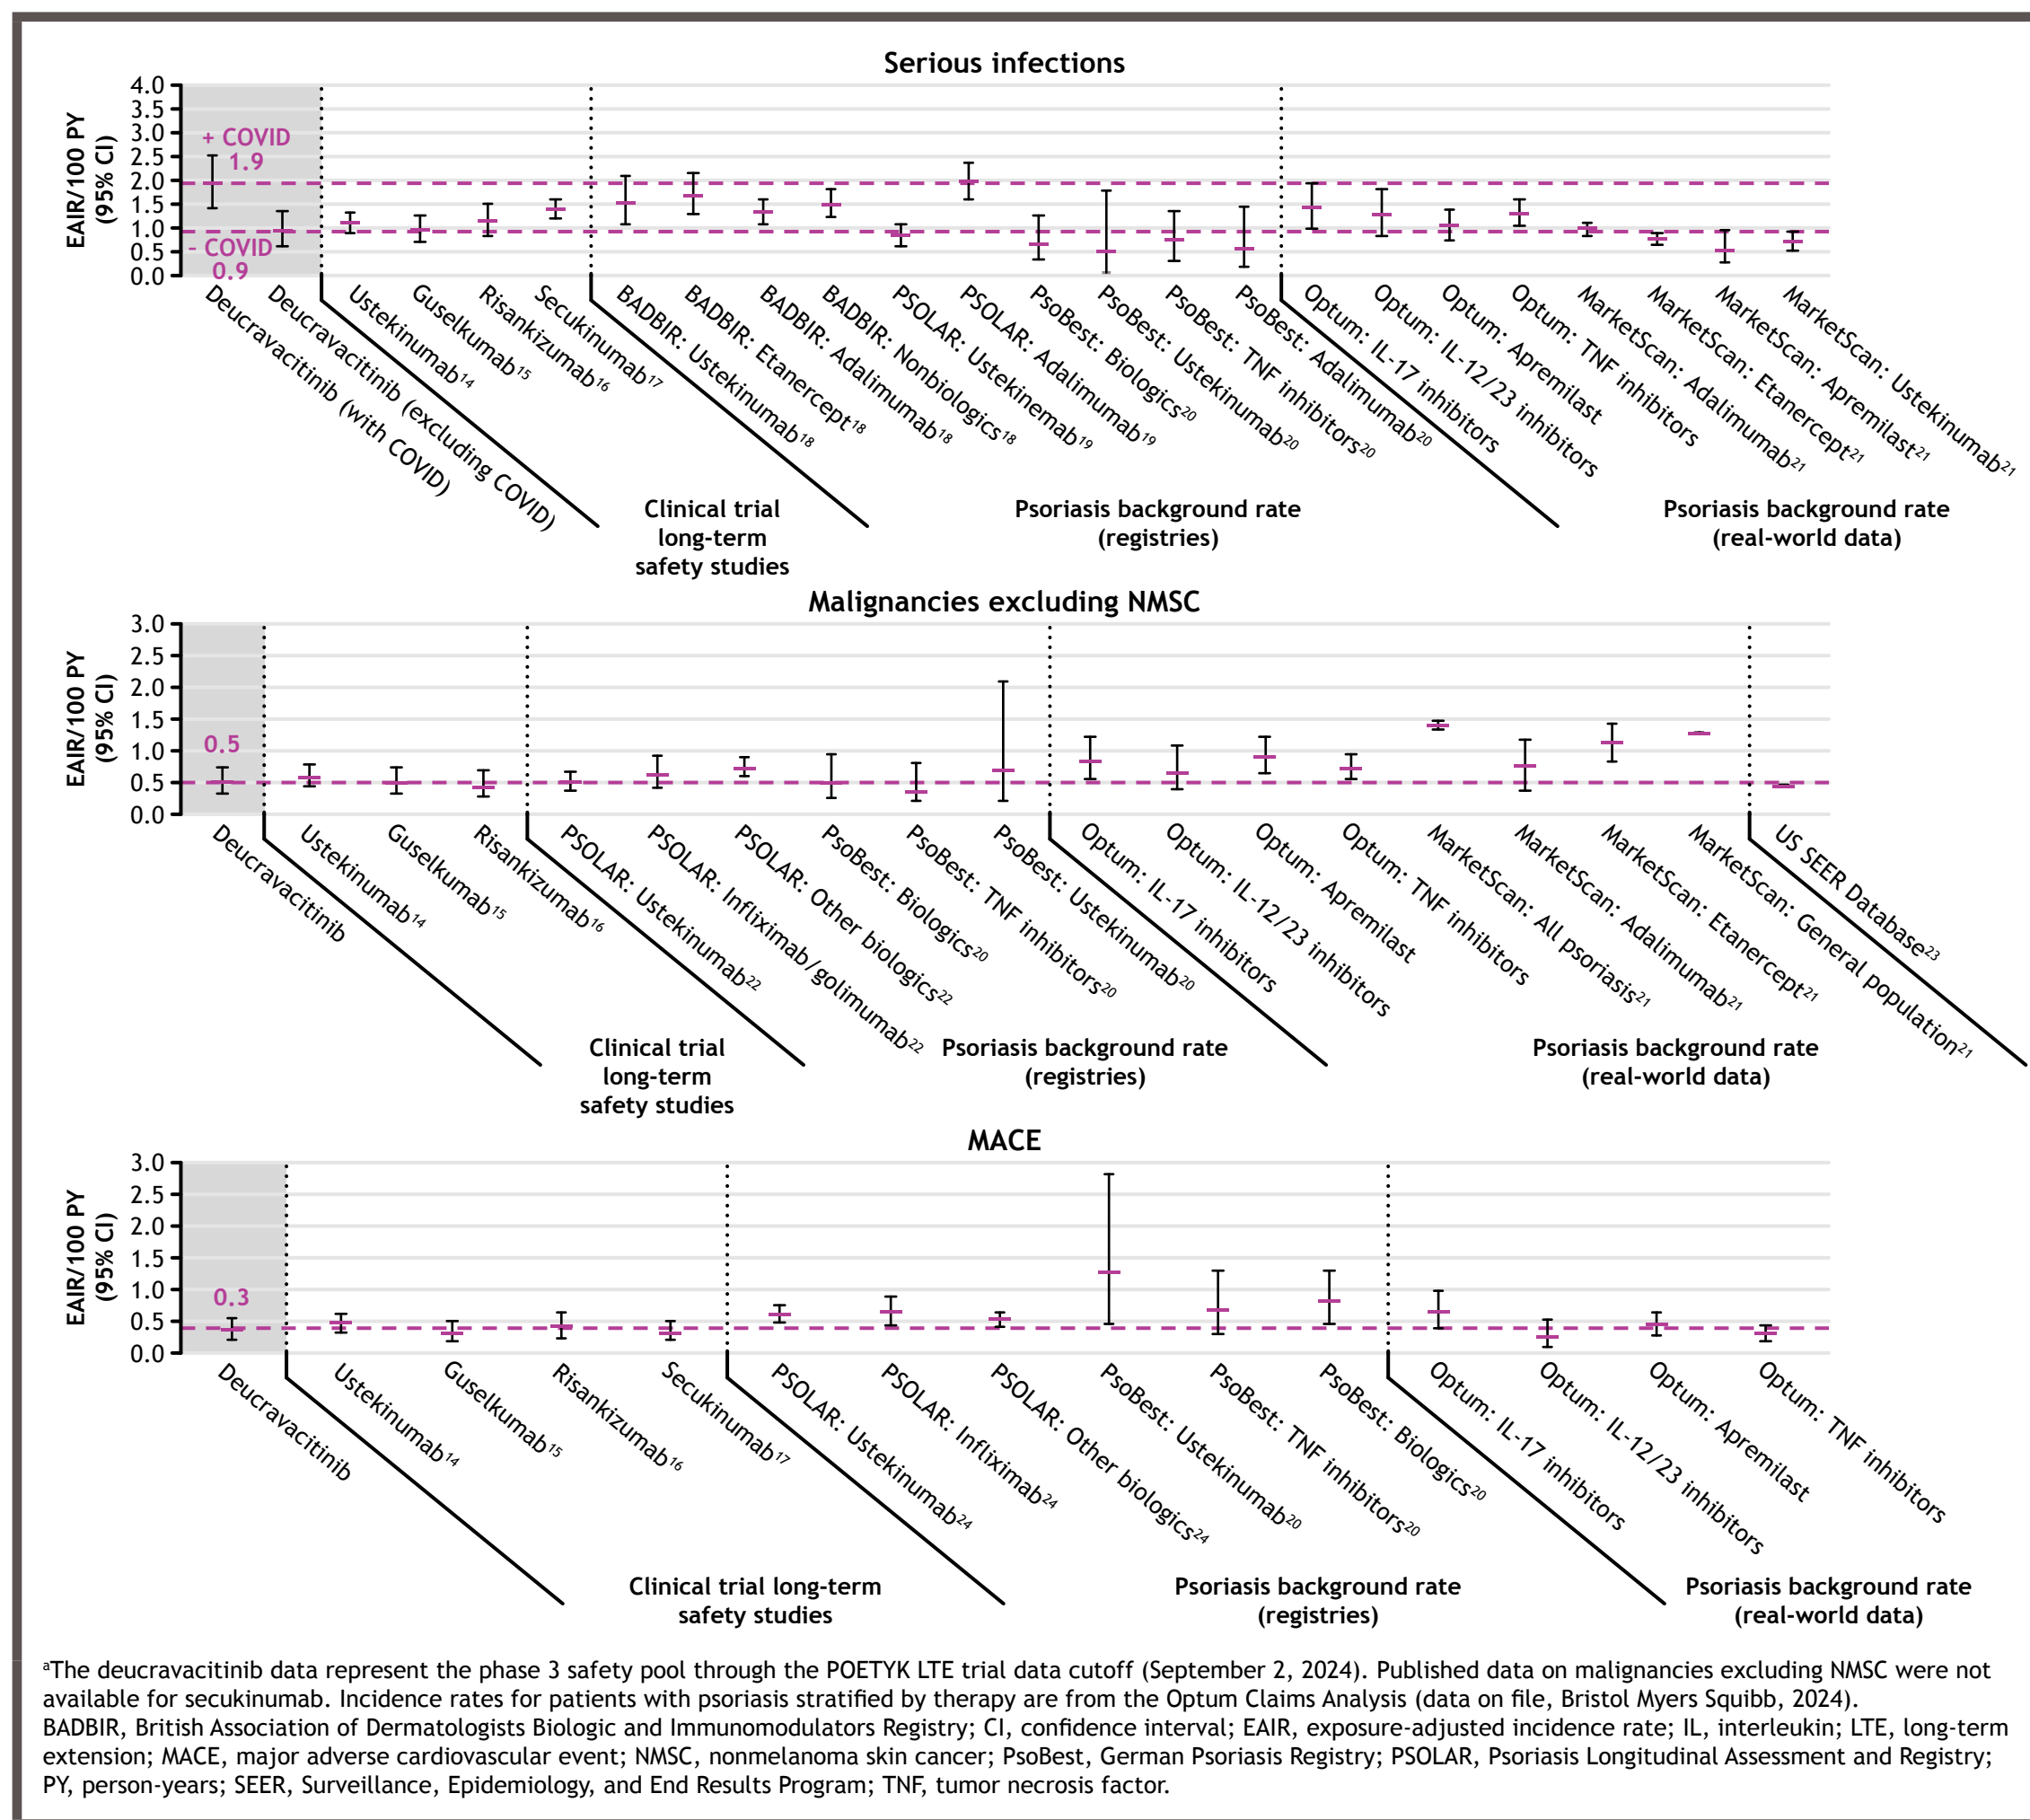 Serious infections
EAIR/100 PY
(95% CI)
4.0
3.5
3.0
2.5
2.0
1.5
1.0
0.5
0.0
+ COVID
1.9
- COVID
0.9
Deucravacitinib (with COVID)
Deucravacitinib (excluding COVID)
Ustekinumab14
Guselkumab15
Risankizumab16
Secukinumab17
BADBIR: Ustekinumab18
BADBIR: Etanercept18
BADBIR: Adalimumab18
BADBIR: Nonbiologics18
PSOLAR: Ustekinemab19
PSOLAR: Adalimumab19
PsoBest: Biologics20
PsoBest: Ustekinumab20
PsoBest: TNF inhibitors20
PsoBest: Adalimumab20
Optum: IL-17 inhibitors
Optum: IL-12/23 inhibitors
Optum: Apremilast
Optum: TNF inhibitors
MarketScan: Adalimumab21
MarketScan: Etanercept21
MarketScan: Apremilast21
MarketScan: Ustekinumab21
Clinical trial
long-term
safety studies
Psoriasis background rate
(registries)
Psoriasis background rate
(real-world data)
Malignancies excluding NMSC
EAIR/100 PY
(95% CI)
3.0
2.5
2.0
1.5
1.0
0.5
0.0
0.5
Deucravacitinib
Ustekinumab14
Guselkumab15
Risankizumab16
PSOLAR: Ustekinumab22
PSOLAR: Infliximab/golimumab22
PSOLAR: Other biologics22
PsoBest: Biologics20
PsoBest: TNF inhibitors20
PsoBest: Ustekinumab20
Optum: IL-17 inhibitors
Optum: IL-12/23 inhibitors
Optum: Apremilast
Optum: TNF inhibitors
MarketScan: All psoriasis21
MarketScan: Adalimumab21
MarketScan: Etanercept21
MarketScan: General population21
US SEER Database23
Clinical trial
long-term
safety studies
Psoriasis background rate
(registries)
Psoriasis background rate
(real-world data)
MACE
EAIR/100 PY
(95% CI)
3.0
2.5
2.0
1.5
1.0
0.5
0.0
0.3
Deucravacitinib
Ustekinumab14
Guselkumab15
Risankizumab16
Secukinumab17
PSOLAR: Ustekinumab24
PSOLAR: Infliximab24
PSOLAR: Other biologics24
PsoBest: Ustekinumab20
PsoBest: TNF inhibitors20
PsoBest: Biologics20
Optum: IL-17 inhibitors
Optum: IL-12/23 inhibitors
Optum: Apremilast
Optum: TNF inhibitors
Clinical trial long-term
safety studies
Psoriasis background rate
(registries)
Psoriasis background rate
(real-world data)
aThe deucravacitinib data represent the phase 3 safety pool through the POETYK LTE trial data cutoff (September 2, 2024). Published data on malignancies excluding NMSC were not
available for secukinumab. Incidence rates for patients with psoriasis stratified by therapy are from the Optum Claims Analysis (data on file, Bristol Myers Squibb, 2024).
BADBIR, British Association of Dermatologists Biologic and Immunomodulators Registry; CI, confidence interval; EAIR, exposure-adjusted incidence rate; IL, interleukin; LTE, long-term
extension; MACE, major adverse cardiovascular event; NMSC, nonmelanoma skin cancer; PsoBest, German Psoriasis Registry; PSOLAR, Psoriasis Longitudinal Assessment and Registry;
PY, person-years; SEER, Surveillance, Epidemiology, and End Results Program; TNF, tumor necrosis factor.